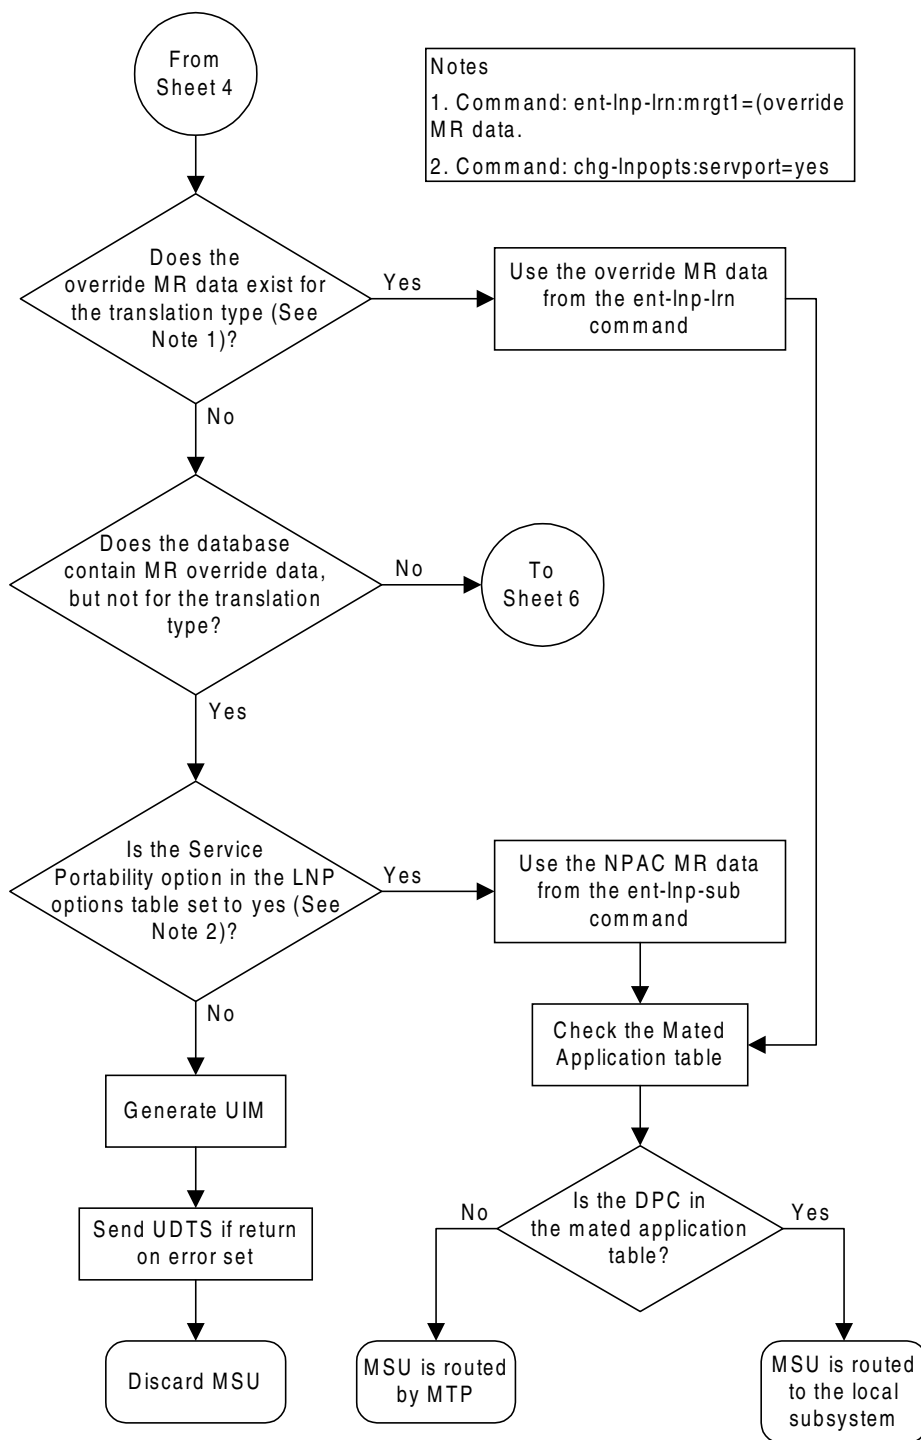 From
Sheet 4
Notes
1. Command: ent-lnp-lrn:mrgt1=(override
MR data.
2. Command: chg-lnpopts:servport=yes
Does the
override MR data exist for
the translation type (See
Note 1)?
Yes
Use the override MR data
from the ent-lnp-lrn
command
No
Does the database
contain MR override data,
but not for the translation
type?
No
To
Sheet 6
Yes
Is the Service
Portability option in the LNP
options table set to yes (See
Note 2)?
Yes
Use the NPAC MR data
from the ent-lnp-sub
command
No
Check the Mated
Application table
Generate UIM
Send UDTS if return
on error set
Is the DPC in
the mated application
table?
No
Yes
Discard MSU
MSU is routed
by MTP
MSU is routed
to the local
subsystem